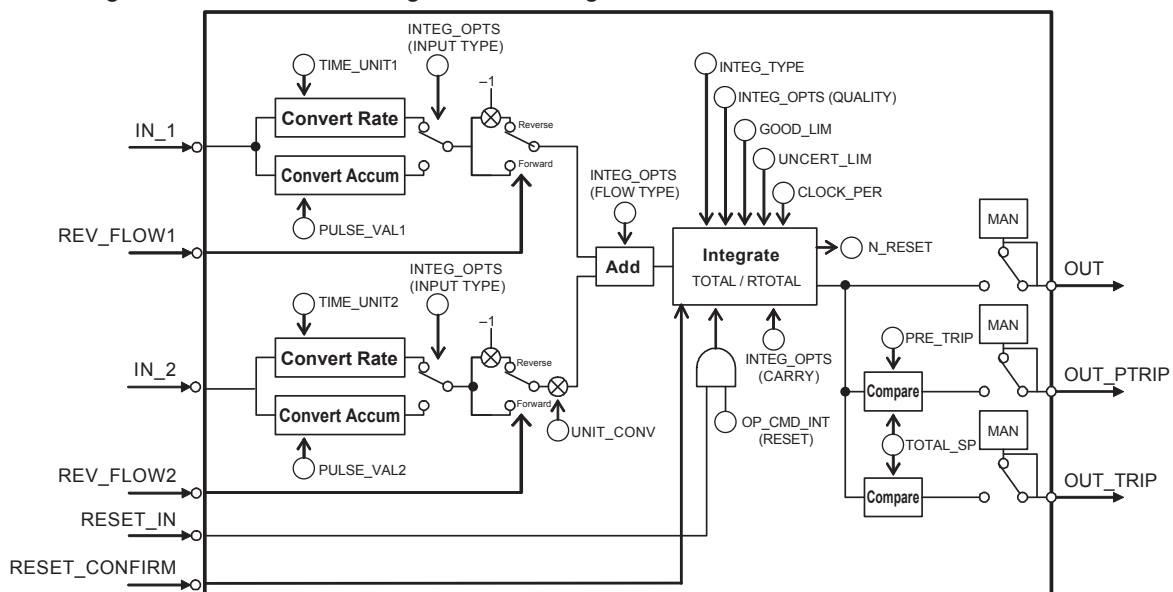 INTEG_OPTS
(INPUT TYPE)
TIME_UNIT1
–1
Convert Rate
Reverse
IN_1
Convert Accum
Forward
PULSE_VAL1
REV_FLOW1
INTEG_TYPE
INTEG_OPTS (QUALITY)
GOOD_LIM
UNCERT_LIM
CLOCK_PER
INTEG_OPTS
(FLOW TYPE)
Add
Integrate
TOTAL / RTOTAL
N_RESET
MAN
OUT
INTEG_OPTS
(INPUT TYPE)
TIME_UNIT2
–1
Convert Rate
Reverse
IN_2
Convert Accum
Forward
UNIT_CONV
PULSE_VAL2
REV_FLOW2
INTEG_OPTS
(CARRY)
OP_CMD_INT
(RESET)
PRE_TRIP
MAN
Compare
OUT_PTRIP
TOTAL_SP
MAN
Compare
OUT_TRIP
RESET_IN
RESET_CONFIRM